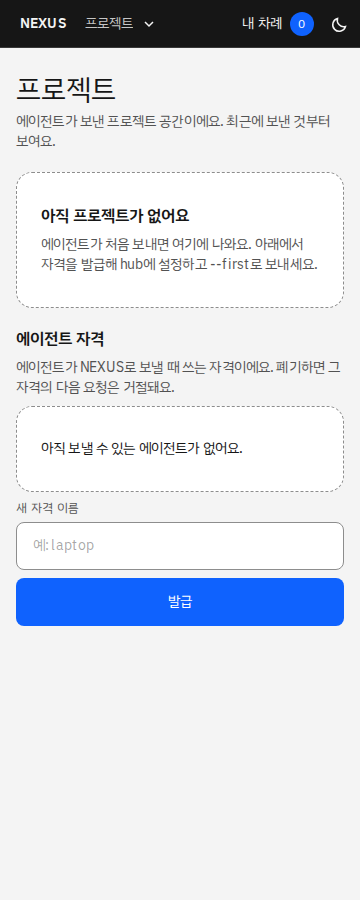 NEXUS 프로젝트 내 차례 0
프로젝트
에이전트가 보낸 프로젝트 공간이에요. 최근에 보낸 것부터
보여요.
아직 프로젝트가 없어요
에이전트가 처음 보내면 여기에 나와요. 아래에서
자격을 발급해 hub에 설정하고 --first로 보내세요.
에이전트 자격
에이전트가 NEXUS로 보낼 때 쓰는 자격이에요. 폐기하면 그
자격의 다음 요청은 거절돼요.
아직 보낼 수 있는 에이전트가 없어요.
새 자격 이름
예: laptop
발급